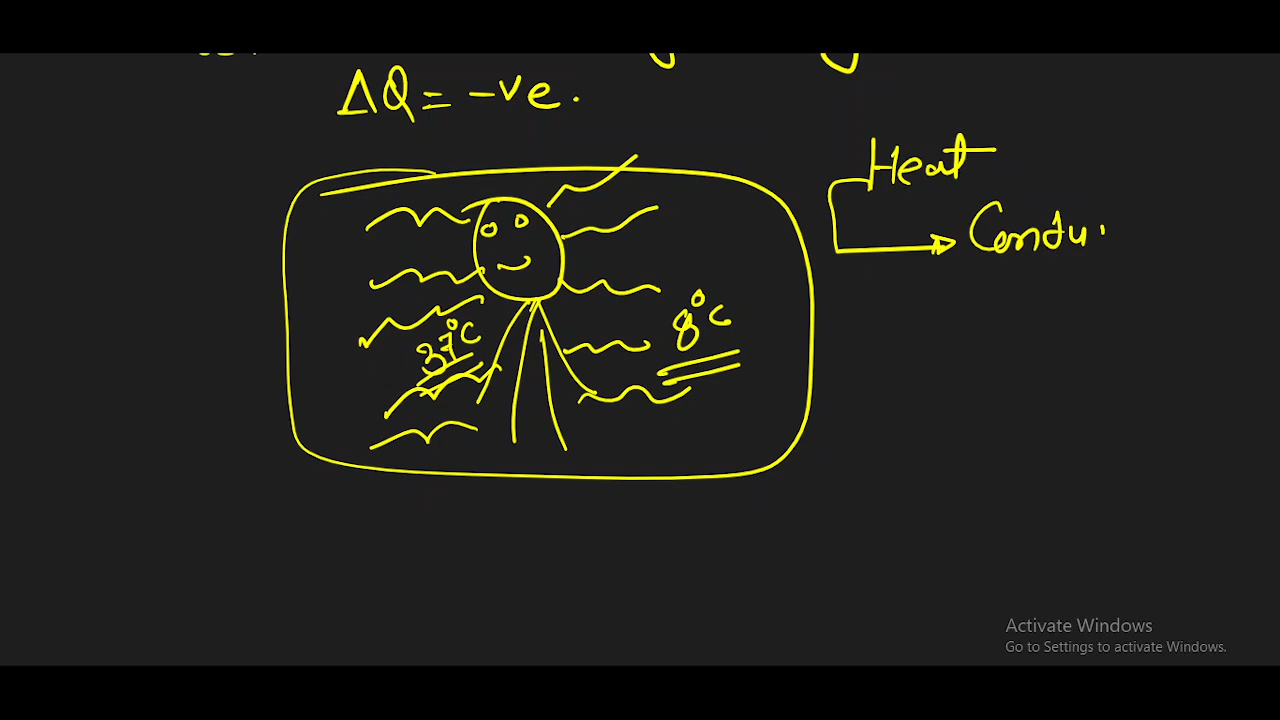 ΔQ = -ve.
Heat
Condu
37°C
8°C
Activate Windows
Go to Settings to activate Windows.